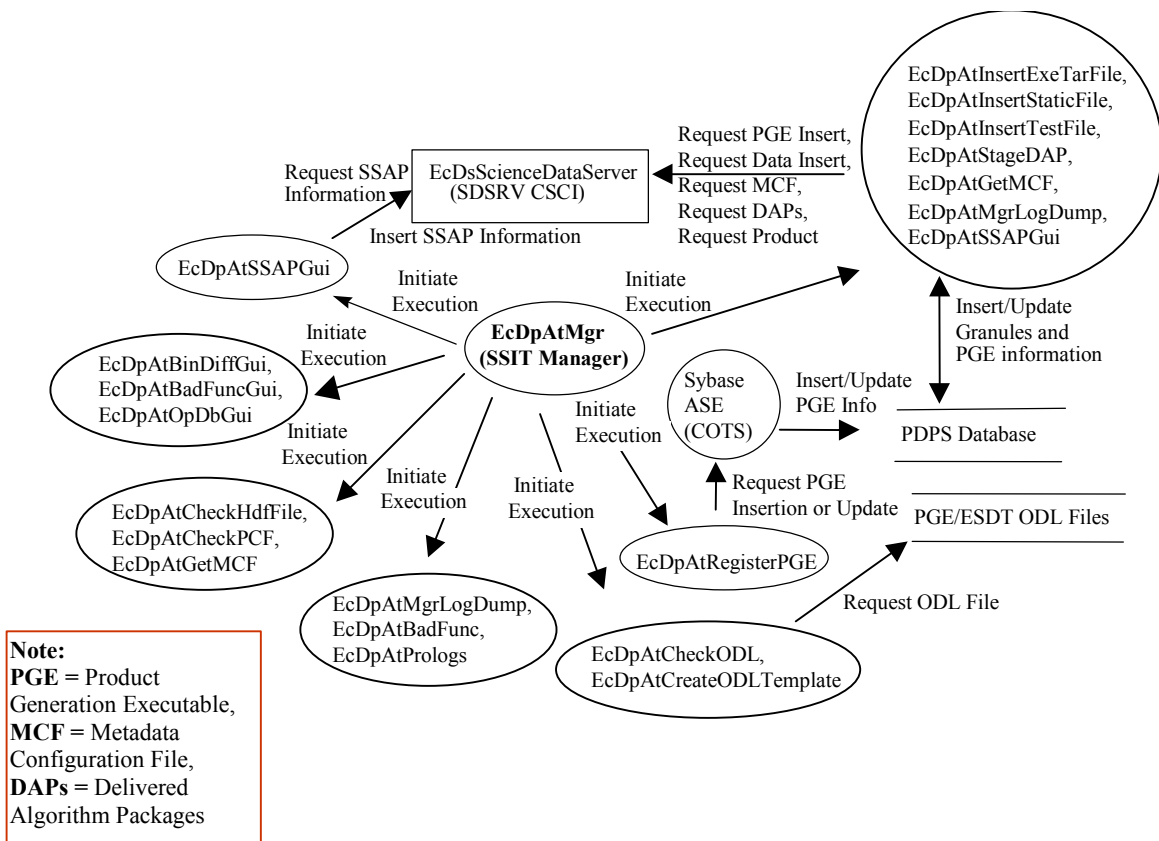 EcDpAtInsertExeTarFile,
EcDpAtInsertStaticFile,
EcDpAtInsertTestFile,
EcDpAtStageDAP,
EcDpAtGetMCF,
EcDpAtMgrLogDump,
EcDpAtSSAPGui
Request PGE Insert,
Request Data Insert,
Request MCF,
Request DAPs,
Request Product
Request SSAP
Information
EcDsScienceDataServer
(SDSRV CSCI)
Insert SSAP Information
EcDpAtSSAPGui
Initiate
Execution
Initiate
Execution
Insert/Update
Granules and
PGE information
EcDpAtMgr
(SSIT Manager)
Initiate
Execution
EcDpAtBinDiffGui,
EcDpAtBadFuncGui,
EcDpAtOpDbGui
Sybase
ASE
(COTS)
Insert/Update
PGE Info
PDPS Database
Initiate
Execution
Initiate
Execution
Initiate
Execution
Initiate
Execution
Request PGE
Insertion or Update
PGE/ESDT ODL Files
EcDpAtCheckHdfFile,
EcDpAtCheckPCF,
EcDpAtGetMCF
EcDpAtRegisterPGE
Request ODL File
EcDpAtMgrLogDump,
EcDpAtBadFunc,
EcDpAtPrologs
EcDpAtCheckODL,
EcDpAtCreateODLTemplate
Note:
PGE = Product
Generation Executable,
MCF = Metadata
Configuration File,
DAPs = Delivered
Algorithm Packages